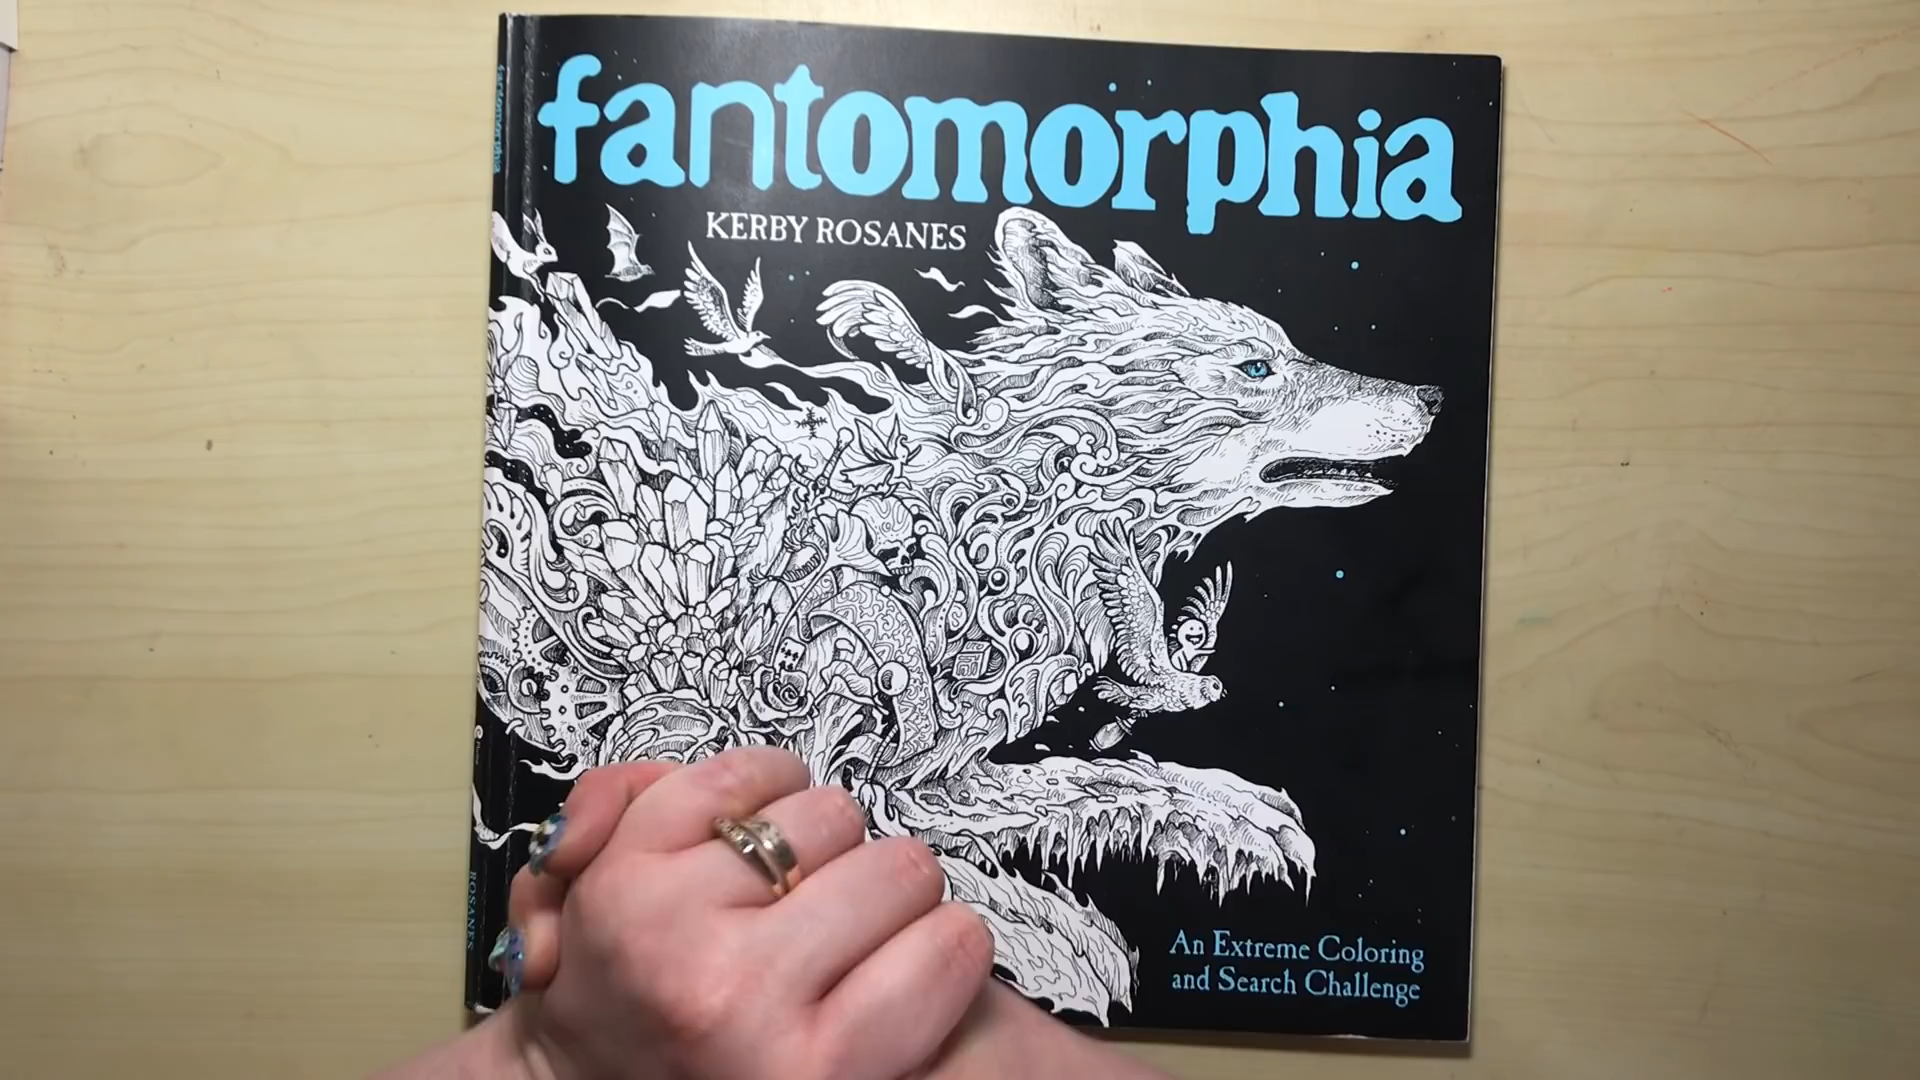 fantomorphia
KERBY ROSANES
An Extreme Coloring
and Search Challenge
fantomorphia
ROSANES